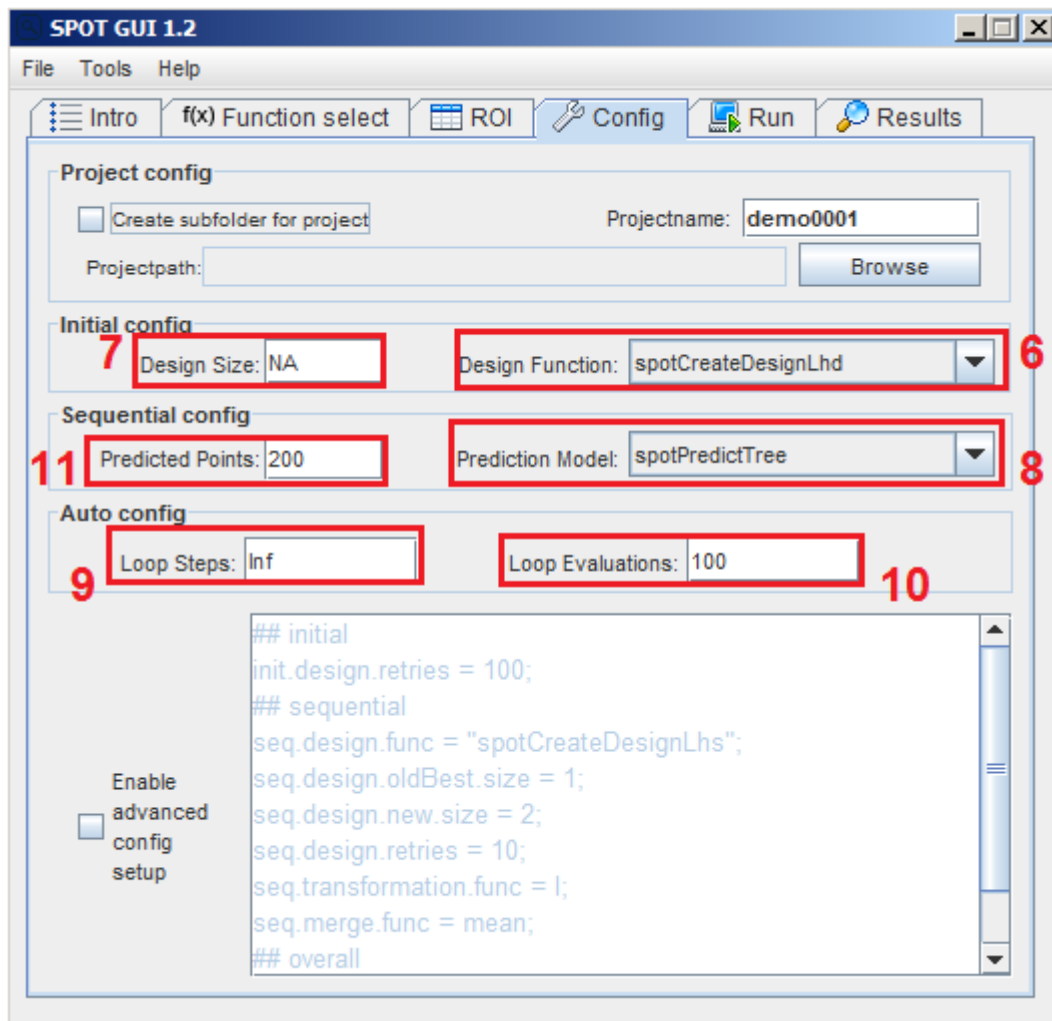 SPOT GUI 1.2
File Tools Help
Intro f(x) Function select ROI Config Run Results
Project config
Create subfolder for project Projectname: demo0001
Projectpath: Browse
Initial config
7 Design Size: NA Design Function: spotCreateDesignLhd 6
Sequential config
11 Predicted Points: 200 Prediction Model: spotPredictTree 8
Auto config
9 Loop Steps: Inf Loop Evaluations: 100 10
## initial
init.design.retries = 100;
## sequential
seq.design.func = "spotCreateDesignLhs";
seq.design.oldBest.size = 1;
seq.design.new.size = 2;
seq.design.retries = 10;
seq.transformation.func = I;
seq.merge.func = mean;
## overall
Enable
advanced
config
setup